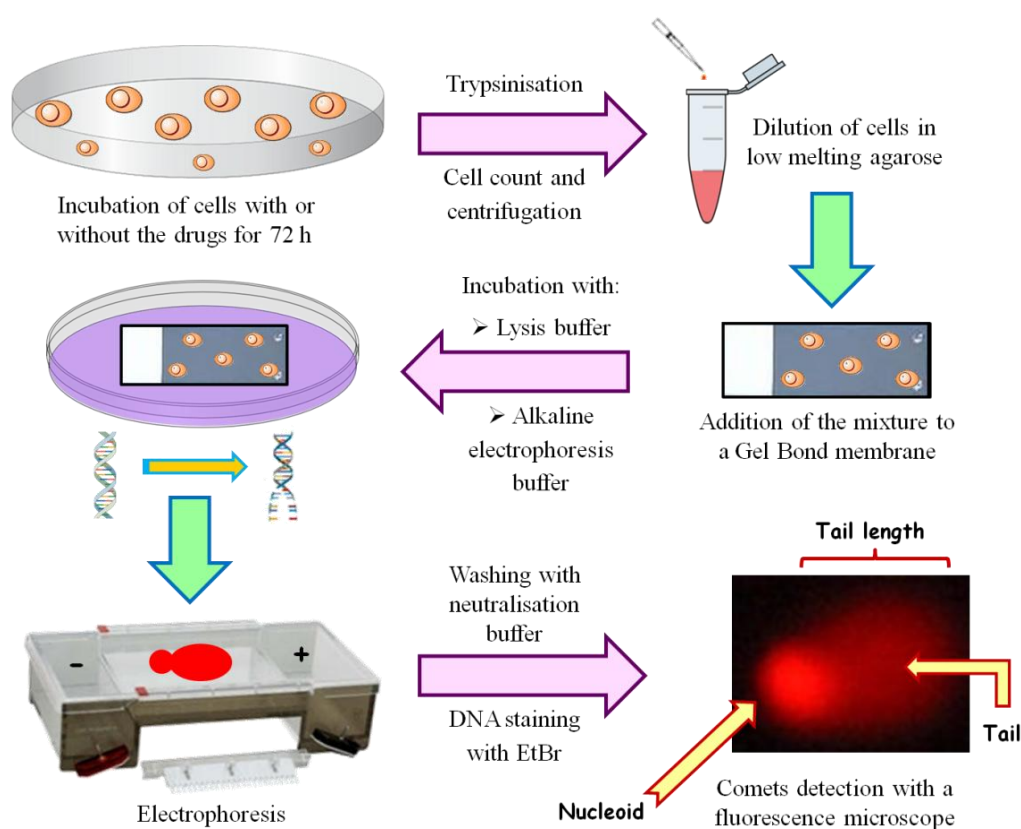 Trypsinisation
Cell count and
centrifugation
Dilution of cells in
low melting agarose
Incubation of cells with or
without the drugs for 72 h
Incubation with:
➢ Lysis buffer
➢ Alkaline
electrophoresis
buffer
Addition of the mixture to
a Gel Bond membrane
Washing with
neutralisation
buffer
DNA staining
with EtBr
-
+
Electrophoresis
Tail length
Tail
Nucleoid
Comets detection with a
fluorescence microscope